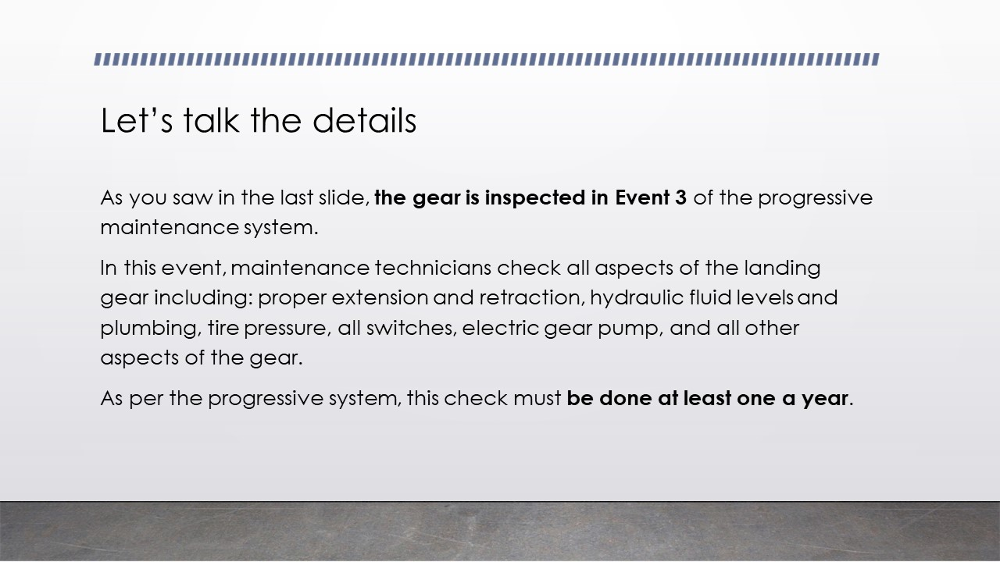 Let’s talk the details
As you saw in the last slide, the gear is inspected in Event 3 of the progressive
maintenance system.
In this event, maintenance technicians check all aspects of the landing
gear including: proper extension and retraction, hydraulic fluid levels and
plumbing, tire pressure, all switches, electric gear pump, and all other
aspects of the gear.
As per the progressive system, this check must be done at least one a year.